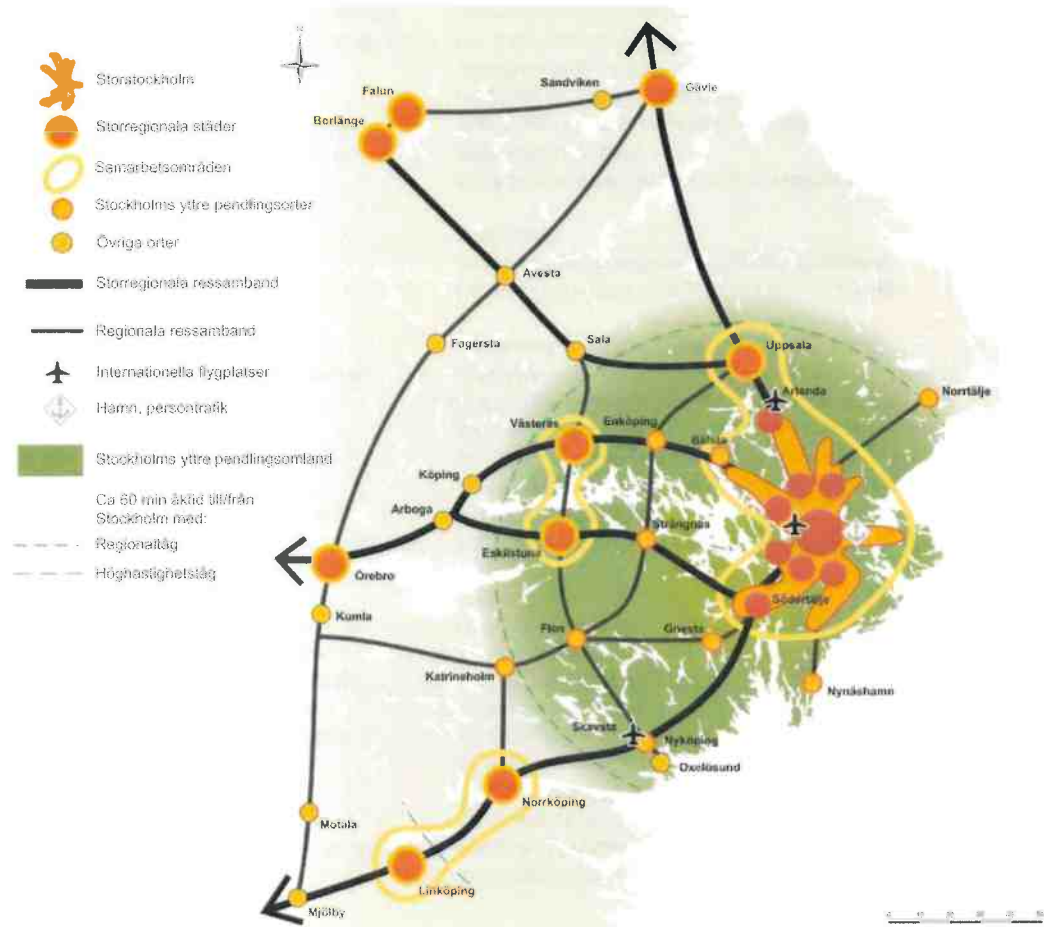 Storstockholm
Storregionala städer
Samarbetsområden
Stockholms yttre pendlingsorter
Övriga orter
Storregionala ressamband
Regionala ressamband
Internationella flygplatser
Hamn, persontrafik
Stockholms yttre pendlingsomland
Ca 60 min åktid till/från
Stockholm med:
Regionaltåg
Höghastighetståg
Sandviken
Gävle
Falun
Borlänge
Avesta
Fagersta
Sala
Uppsala
Arlanda
Norrtälje
Västerås
Enköping
Bålsta
Köping
Arboga
Strängnäs
Eskilstuna
Örebro
Södertälje
Kumla
Flen
Gnesta
Katrineholm
Nynäshamn
Skavsta
Nyköping
Oxelösund
Norrköping
Motala
Linköping
Mjölby